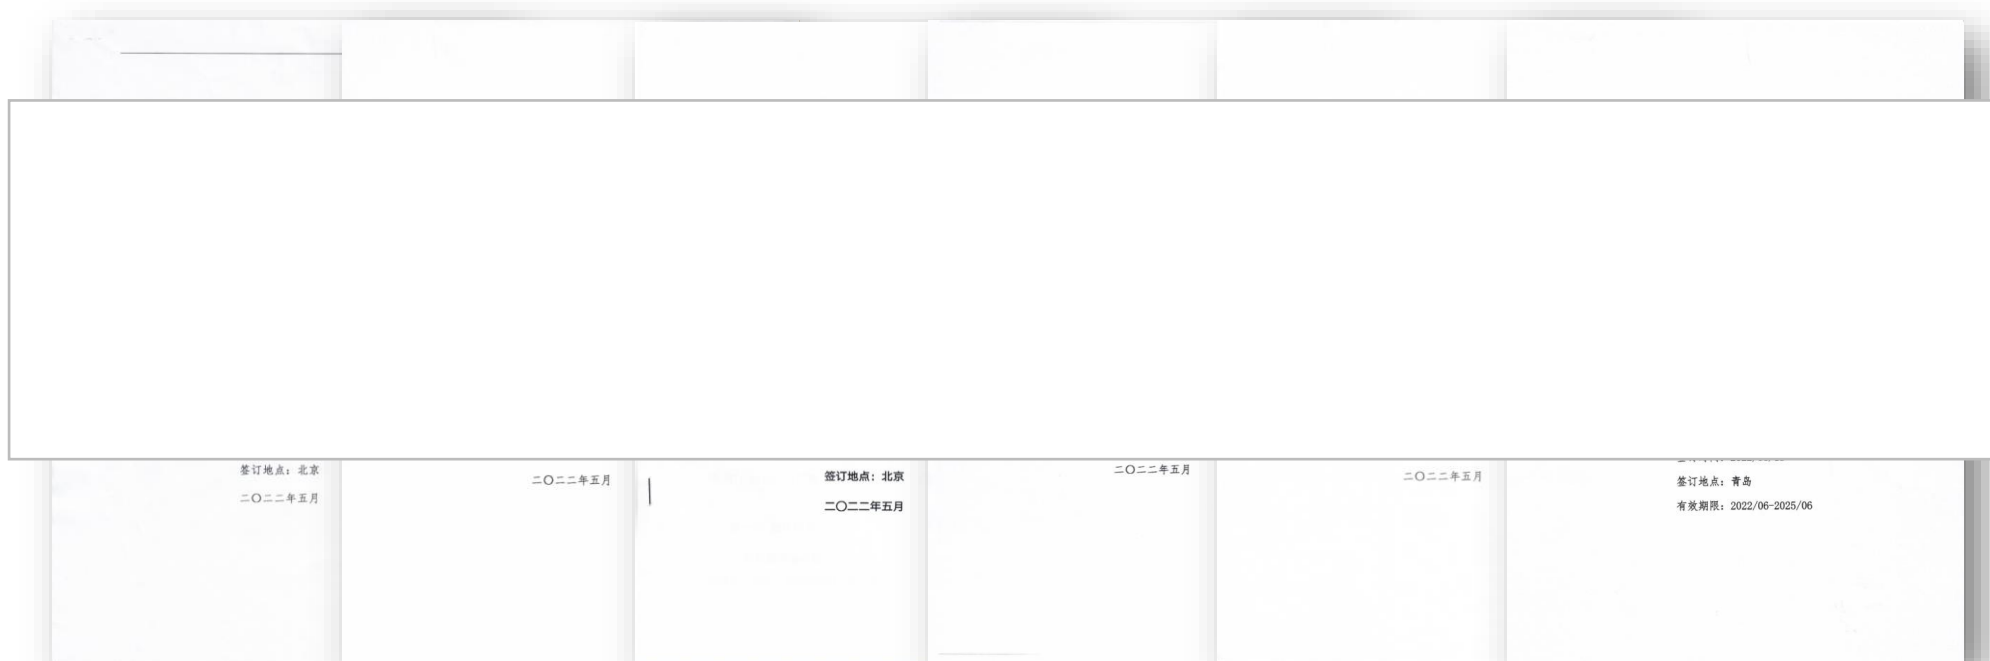 签订地点：北京
二〇二二年五月
二〇二二年五月
签订地点：北京
二〇二二年五月
二〇二二年五月
二〇二二年五月
签订地点：青岛
有效期限：2022/06-2025/06